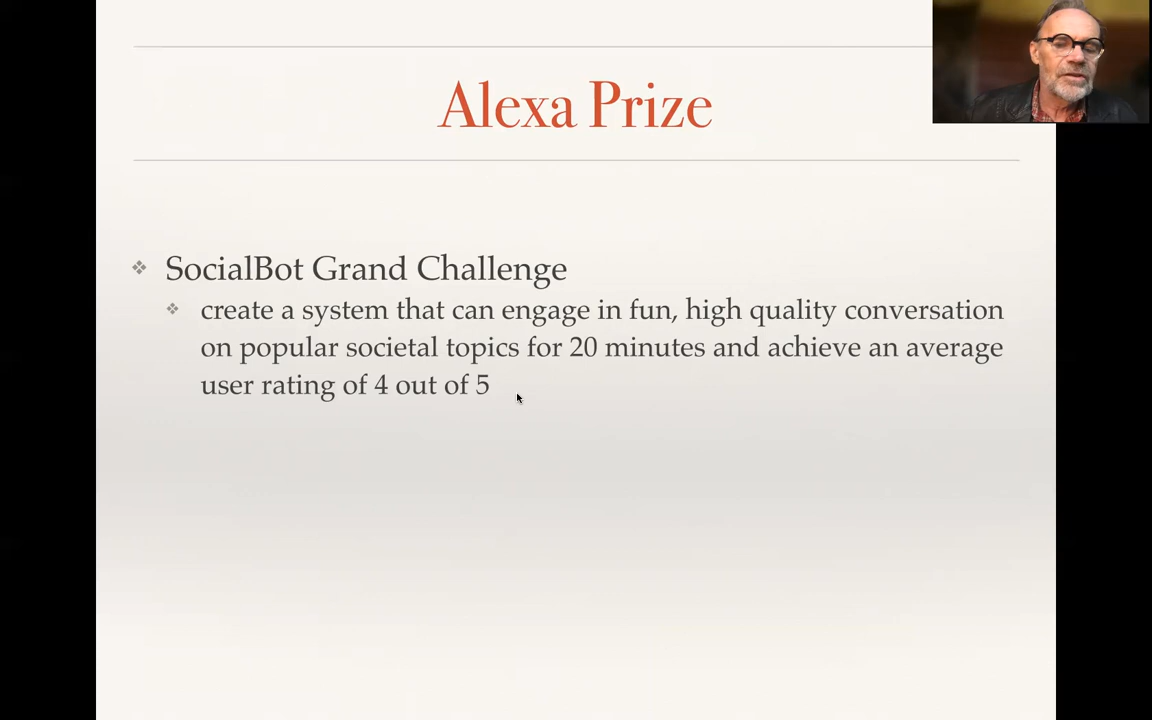 Alexa Prize
SocialBot Grand Challenge
create a system that can engage in fun, high quality conversation
on popular societal topics for 20 minutes and achieve an average
user rating of 4 out of 5